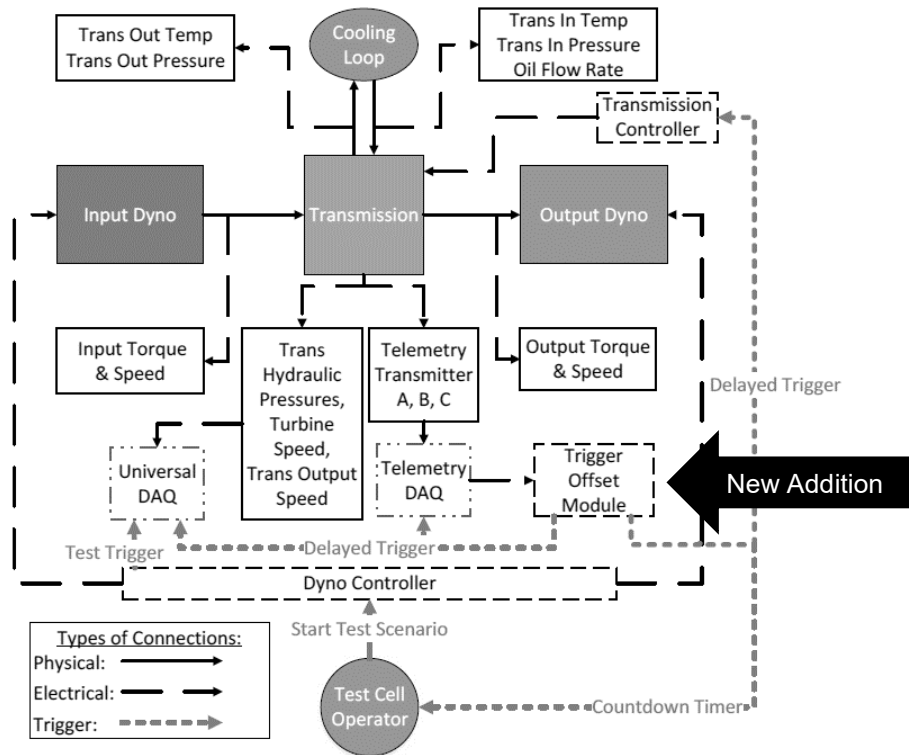 Trans Out Temp
Trans Out Pressure
Cooling
Loop
Trans In Temp
Trans In Pressure
Oil Flow Rate
Transmission
Controller
Input Dyno
Transmission
Output Dyno
Input Torque
& Speed
Trans
Hydraulic
Pressures,
Turbine
Speed,
Trans Output
Speed
Telemetry
Transmitter
A, B, C
Output Torque
& Speed
Delayed Trigger
Universal
DAQ
Telemetry
DAQ
Trigger
Offset
Module
New Addition
Test Trigger
Delayed Trigger
Dyno Controller
Start Test Scenario
Types of Connections:
Physical:
Electrical:
Trigger:
Test Cell
Operator
Countdown Timer